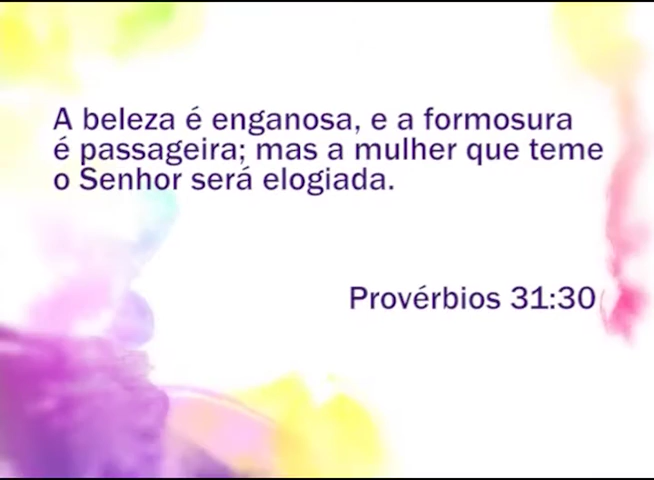 A beleza é enganosa, e a formosura
é passageira; mas a mulher que teme
o Senhor será elogiada.
Provérbios 31:30